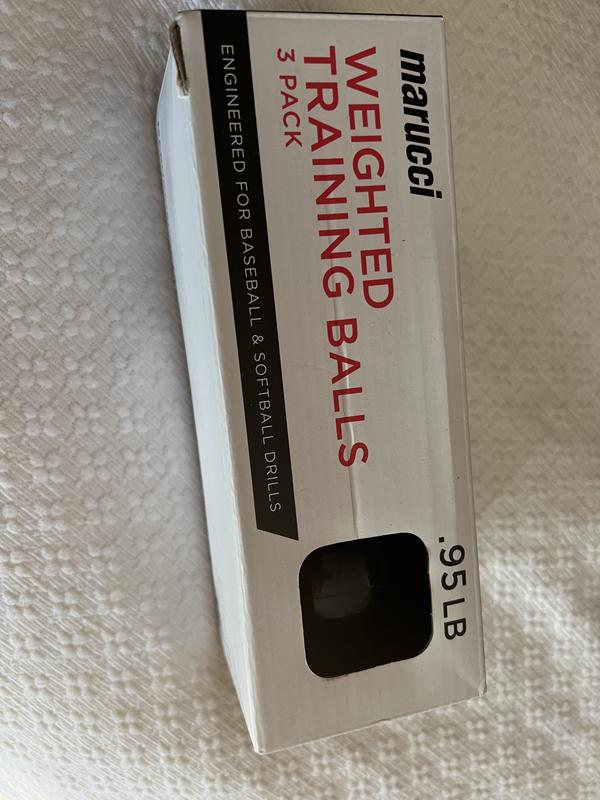 marucci
WEIGHTED
TRAINING BALLS
3 PACK
ENGINEERED FOR BASEBALL & SOFTBALL DRILLS
.95 LB